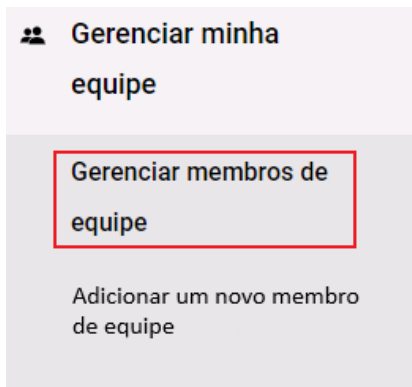 Gerenciar minha
equipe
Gerenciar membros de
equipe
Adicionar um novo membro
de equipe